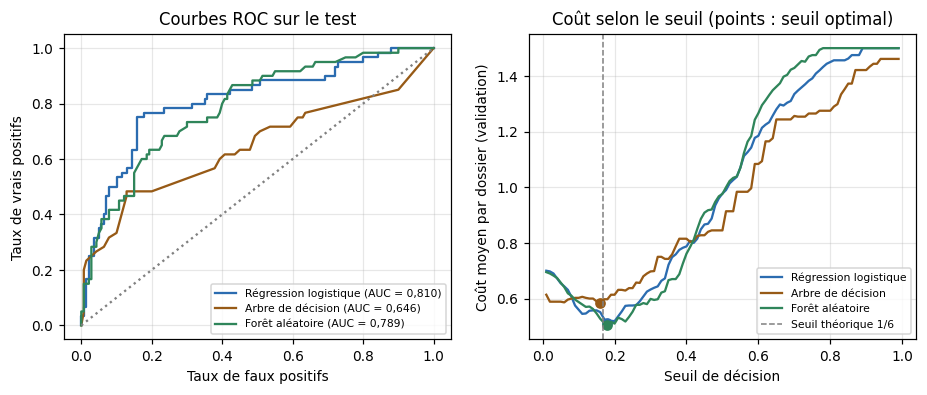 Courbes ROC sur le test
Taux de vrais positifs
1.0
0.8
0.6
0.4
0.2
0.0
0.0 0.2 0.4 0.6 0.8 1.0
Taux de faux positifs
Régression logistique (AUC = 0,810)
Arbre de décision (AUC = 0,646)
Forêt aléatoire (AUC = 0,789)
Coût selon le seuil (points : seuil optimal)
Coût moyen par dossier (validation)
1.4
1.2
1.0
0.8
0.6
0.0 0.2 0.4 0.6 0.8 1.0
Seuil de décision
Régression logistique
Arbre de décision
Forêt aléatoire
Seuil théorique 1/6